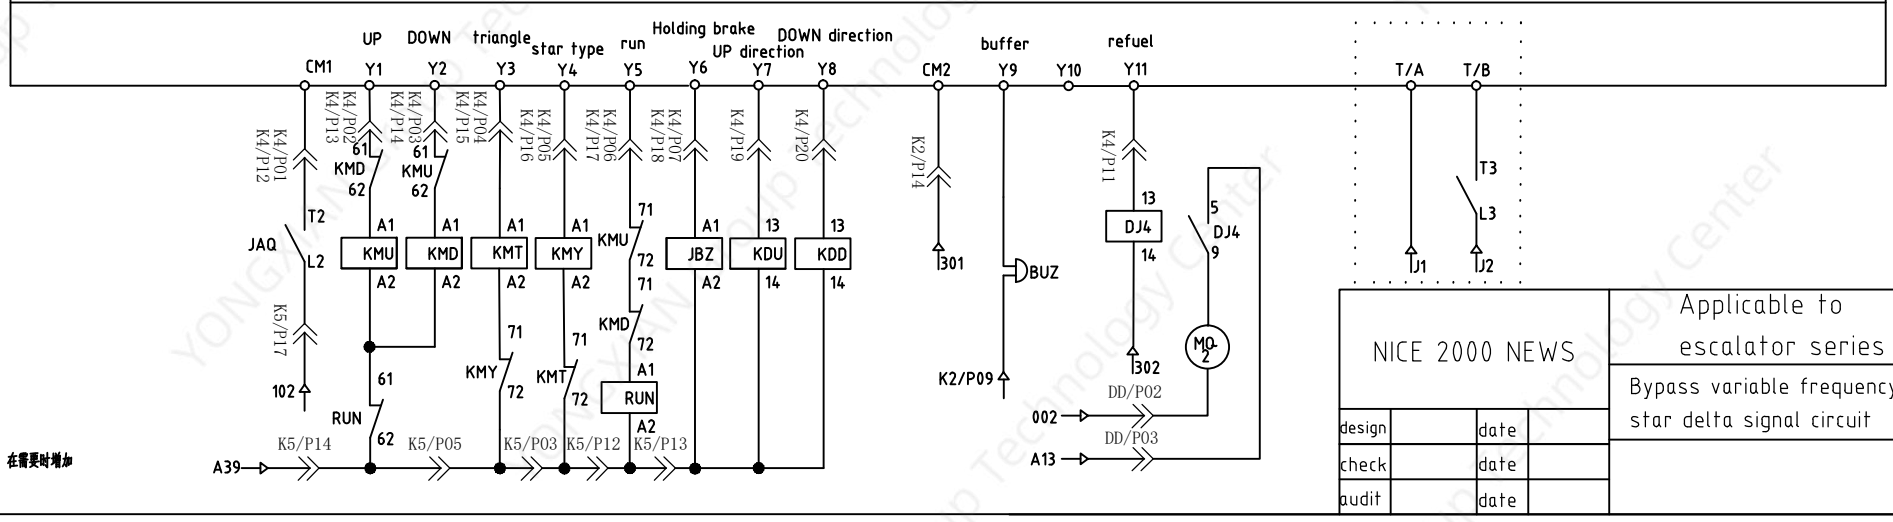 UP DOWN triangle star type run Holding brake UP direction DOWN direction buffer refuel
CM1 Y1 Y2 Y3 Y4 Y5 Y6 Y7 Y8 CM2 Y9 Y10 Y11 T/A T/B
K4/P01
K4/P12
K4/P02
K4/P13
K4/P03
K4/P14
K4/P04
K4/P15
K4/P05
K4/P16
K4/P06
K4/P17
K4/P07
K4/P18
K4/P19
K4/P20
K2/P14
K4/P11
61
KMD
62
61
KMU
62
T2
JAQ
L2
K5/P17
102
A1
KMU
A2
A1
KMD
A2
A1
KMT
A2
A1
KMY
A2
71
KMU
72
71
KMD
72
A1
RUN
A2
A1
JBZ
A2
13
KDU
14
13
KDD
14
61
RUN
62
71
KMY
72
71
KMT
72
301
BUZ
K2/P09
13
DJ4
14
302
5
DJ4
9
MQ
2
DD/P02
002
DD/P03
A13
T3
L3
J1
J2
在需要时增加
A39
K5/P14 K5/P05 K5/P03 K5/P12 K5/P13
NICE 2000 NEWS
Applicable to
escalator series
Bypass variable frequency
star delta signal circuit
design date
check date
audit date
YONGXIAN Group Technology Center
YONGXIAN Group Technology Center